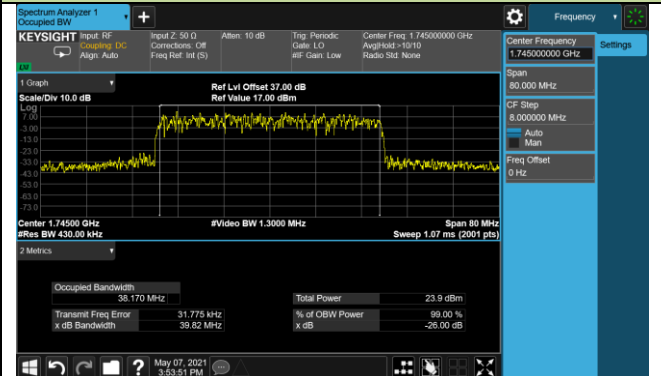 Spectrum Analyzer 1
Occupied BW
Frequency
KEYSIGHT
Input: RF
Coupling: DC
Align: Auto
Input Z: 50 Ω
Corrections: Off
Freq Ref: Int (S)
Atten: 10 dB
Trig: Periodic
Gate: LO
#IF Gain: Low
Center Freq: 1.745000000 GHz
Avg|Hold:>10/10
Radio Std: None
Center Frequency
1.745000000 GHz
Settings
Span
80.000 MHz
CF Step
8.000000 MHz
Auto
Man
Freq Offset
0 Hz
1 Graph
Scale/Div 10.0 dB
Ref Lvl Offset 37.00 dB
Ref Value 17.00 dBm
Log
7.00
-3.00
-13.0
-23.0
-33.0
-43.0
-53.0
-63.0
-73.0
Center 1.74500 GHz
#Video BW 1.3000 MHz
Span 80 MHz
#Res BW 430.00 kHz
Sweep 1.07 ms (2001 pts)
2 Metrics
Occupied Bandwidth
38.170 MHz
Total Power
23.9 dBm
Transmit Freq Error
31.775 kHz
% of OBW Power
99.00 %
x dB Bandwidth
39.82 MHz
x dB
-26.00 dB
May 07, 2021
3:53:51 PM